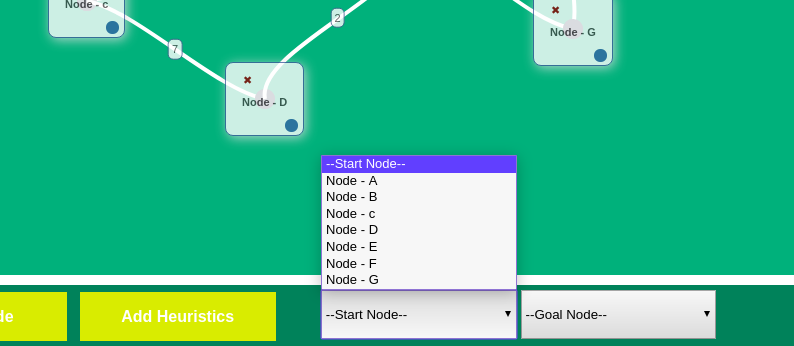 Node - c
7
2
✖
Node - G
✖
Node - D
--Start Node--
Node - A
Node - B
Node - c
Node - D
Node - E
Node - F
Node - G
de
Add Heuristics
--Start Node--
--Goal Node--